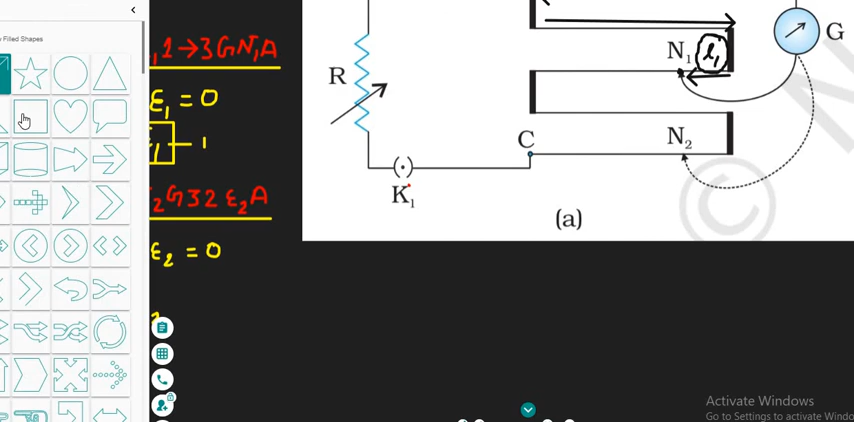 Filled Shapes
,1→3GN₁A
ε₁ = 0
1
₂G32ε₂A
ε₂ = 0
R
K₁
C
N₁
l₁
N₂
G
©
(a)
Activate Windows
Go to Settings to activate Windo